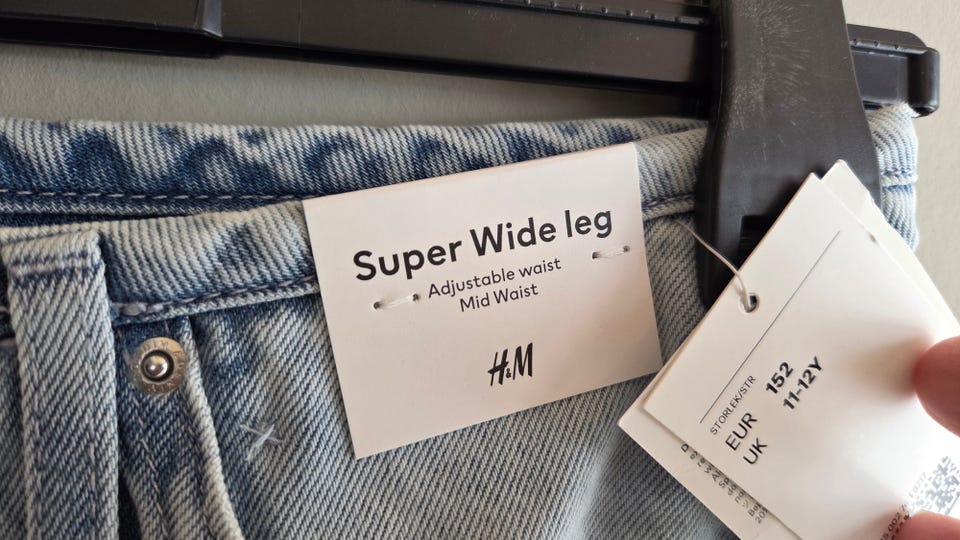 Super Wide leg
Adjustable waist
Mid Waist
H&M
STORLEK/STR
EUR 152
UK 11-12Y